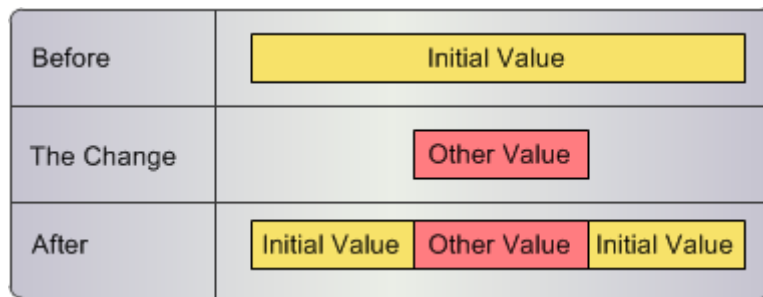 Before
Initial Value
The Change
Other Value
After
Initial Value
Other Value
Initial Value